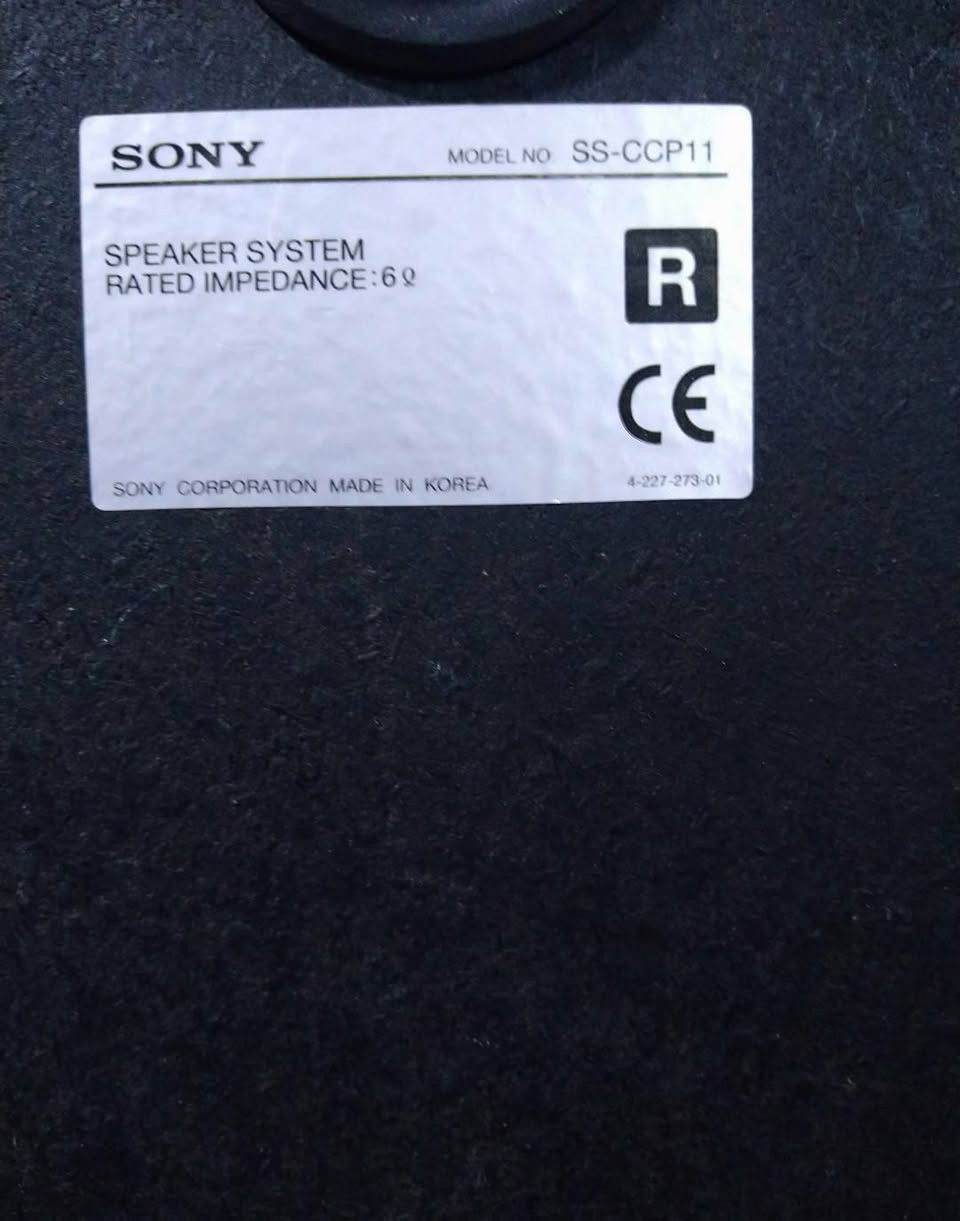 SONY MODEL NO. SS-CCP11
SPEAKER SYSTEM
RATED IMPEDANCE:6Ω
R
CE
SONY CORPORATION MADE IN KOREA 4-227-273-01